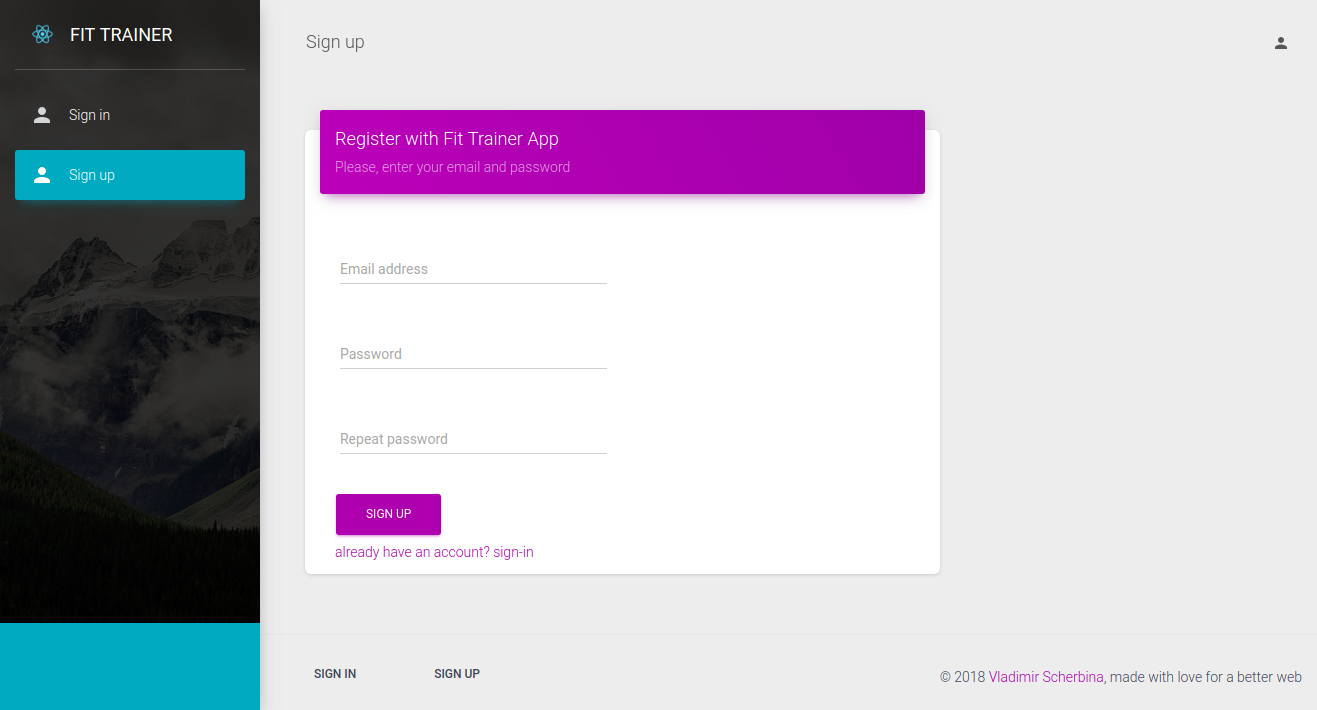 FIT TRAINER
Sign in
Sign up
Sign up
Register with Fit Trainer App
Please, enter your email and password
Email address
Password
Repeat password
SIGN UP
already have an account? sign-in
SIGN IN
SIGN UP
© 2018 Vladimir Scherbina, made with love for a better web